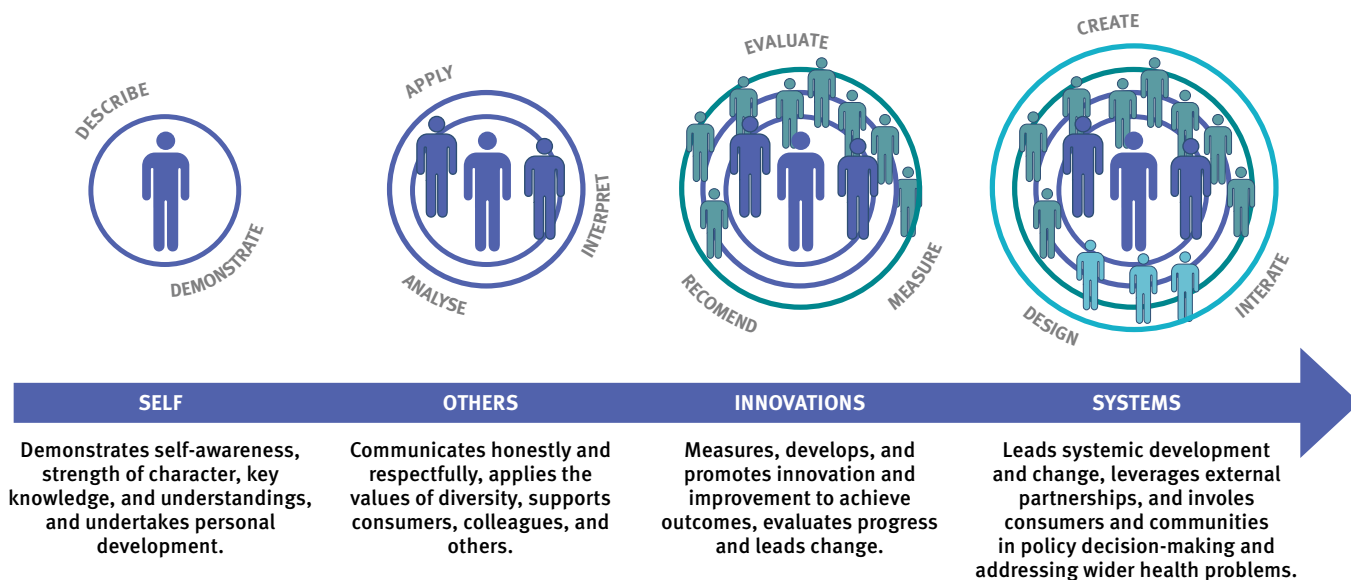 DESCRIBE
DEMONSTRATE
APPLY
INTERPRET
ANALYSE
EVALUATE
MEASURE
RECOMEND
CREATE
INTERATE
DESIGN
SELF
OTHERS
INNOVATIONS
SYSTEMS
Demonstrates self-awareness,
strength of character, key
knowledge, and understandings,
and undertakes personal
development.
Communicates honestly and
respectfully, applies the
values of diversity, supports
consumers, colleagues, and
others.
Measures, develops, and
promotes innovation and
improvement to achieve
outcomes, evaluates progress
and leads change.
Leads systemic development
and change, leverages external
partnerships, and involes
consumers and communities
in policy decision-making and
addressing wider health problems.